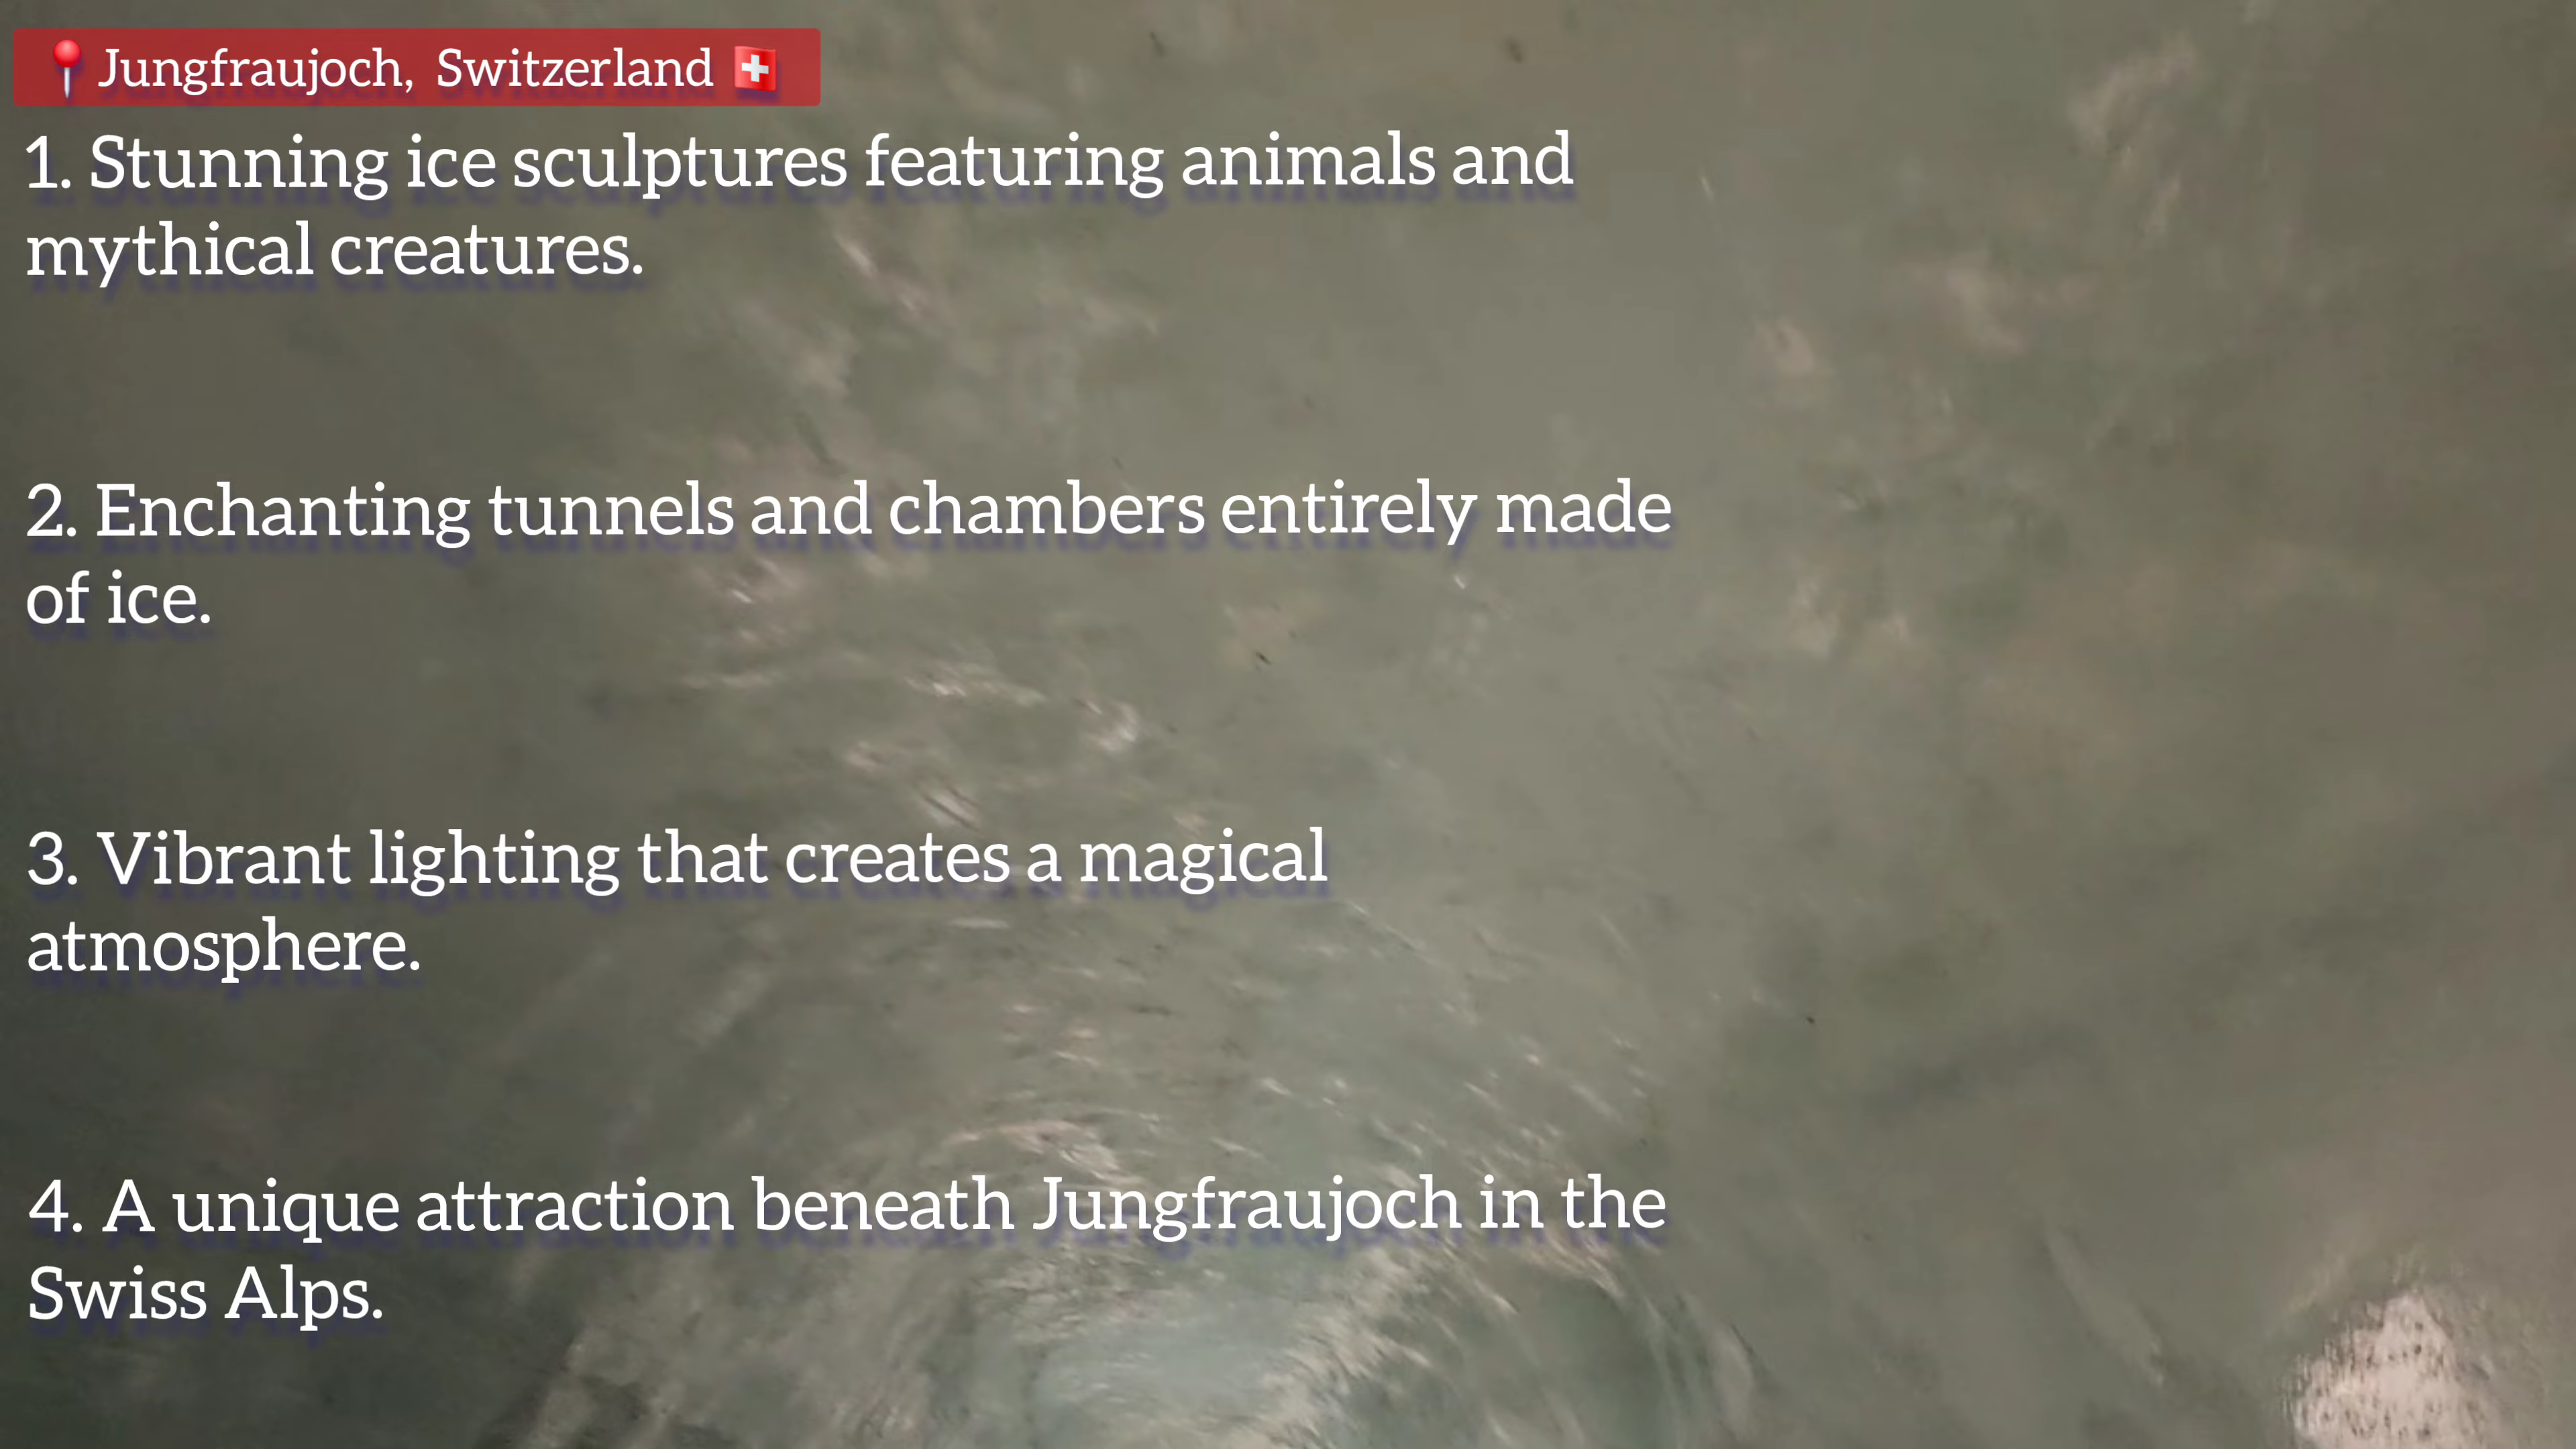 📍Jungfraujoch, Switzerland 🇨🇭
1. Stunning ice sculptures featuring animals and
mythical creatures.
2. Enchanting tunnels and chambers entirely made
of ice.
3. Vibrant lighting that creates a magical
atmosphere.
4. A unique attraction beneath Jungfraujoch in the
Swiss Alps.